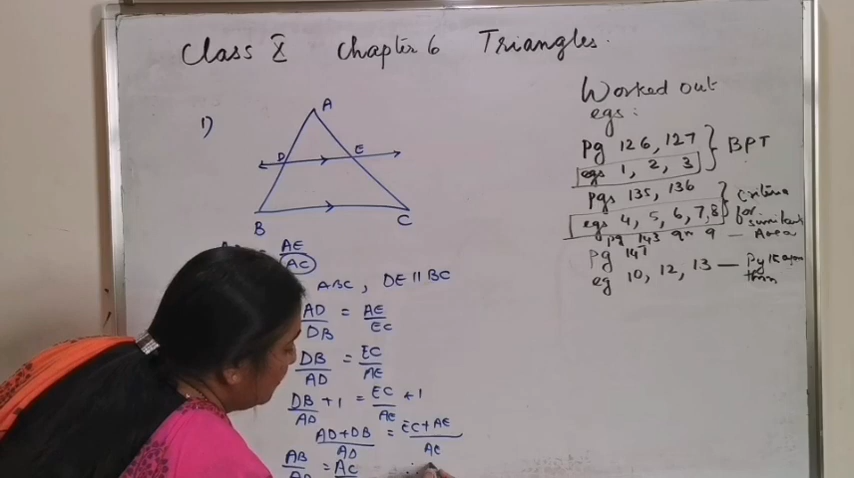 Class X Chapter 6 Triangles.
1)
A
D E
B C
AE
AC
ABC, DE || BC
AD/DB = AE/EC
DB/AD = EC/AE
DB/AD + 1 = EC/AE + 1
AD+DB/AD = EC+AE/AE
AB/AD = AC
Worked out
egs:
Pg 126, 127
egs 1, 2, 3
BPT
Pgs 135, 136
egs 4, 5, 6, 7, 8
Criteria
for
Pg 143 qn 9 — Area
Pg 147
eg 10, 12, 13 —
thm